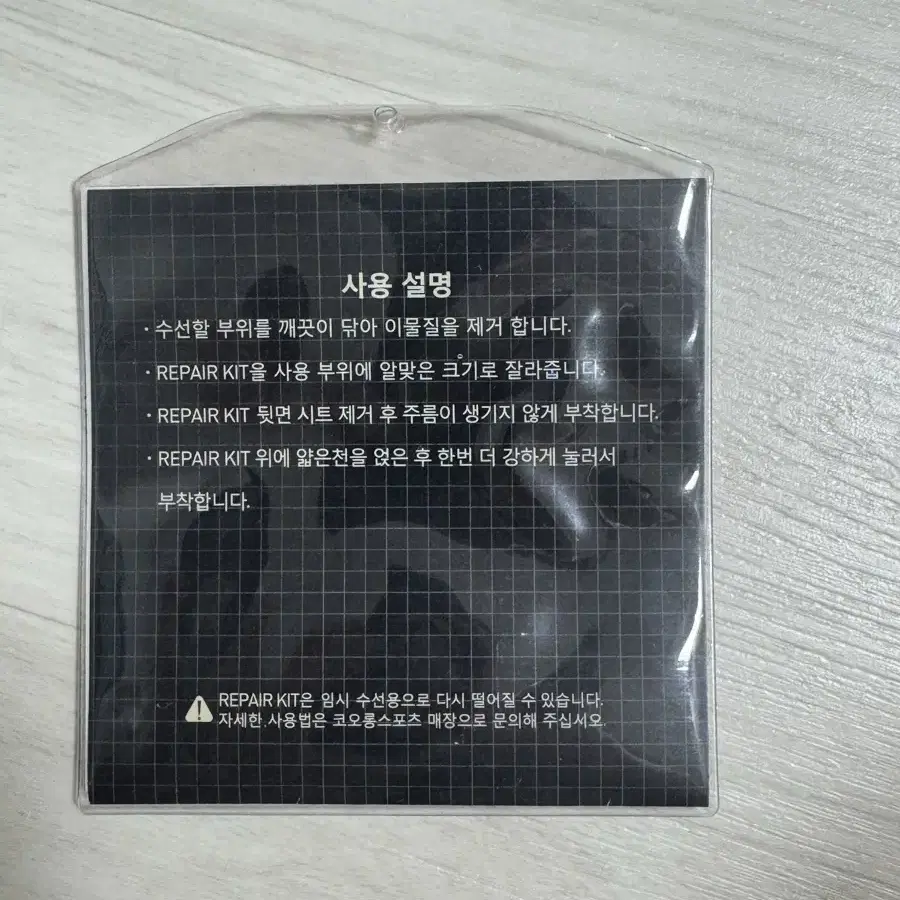 사용 설명
· 수선할 부위를 깨끗이 닦아 이물질을 제거 합니다.
· REPAIR KIT을 사용 부위에 알맞은 크기로 잘라줍니다.
· REPAIR KIT 뒷면 시트 제거 후 주름이 생기지 않게 부착합니다.
· REPAIR KIT 위에 얇은천을 얹은 후 한번 더 강하게 눌러서
부착합니다.
REPAIR KIT은 임시 수선용으로 다시 떨어질 수 있습니다.
자세한 사용법은 코오롱스포츠 매장으로 문의해 주십시오.